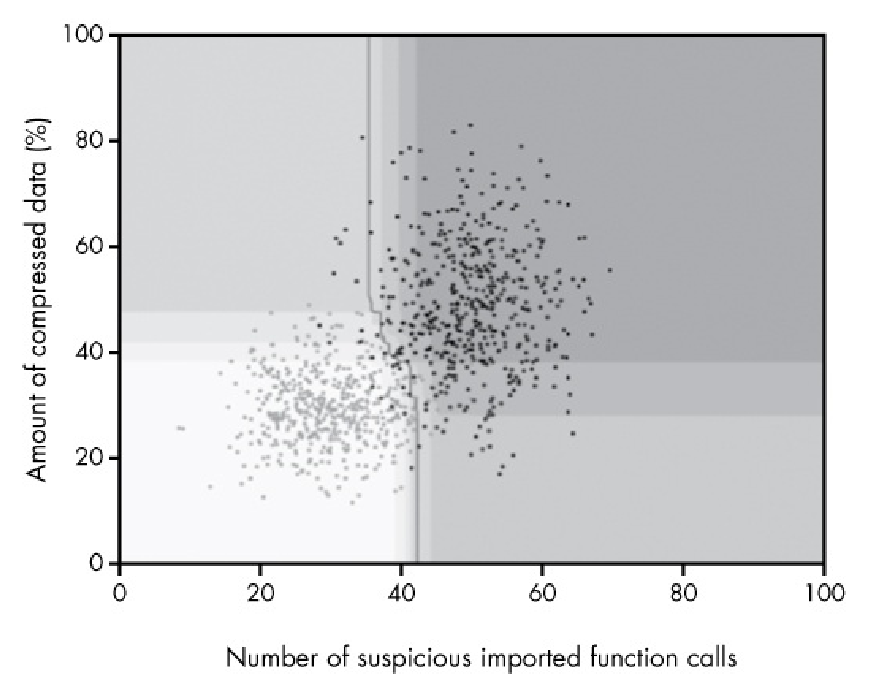 100
80
60
40
20
0
Amount of compressed data (%)
0 20 40 60 80 100
Number of suspicious imported function calls